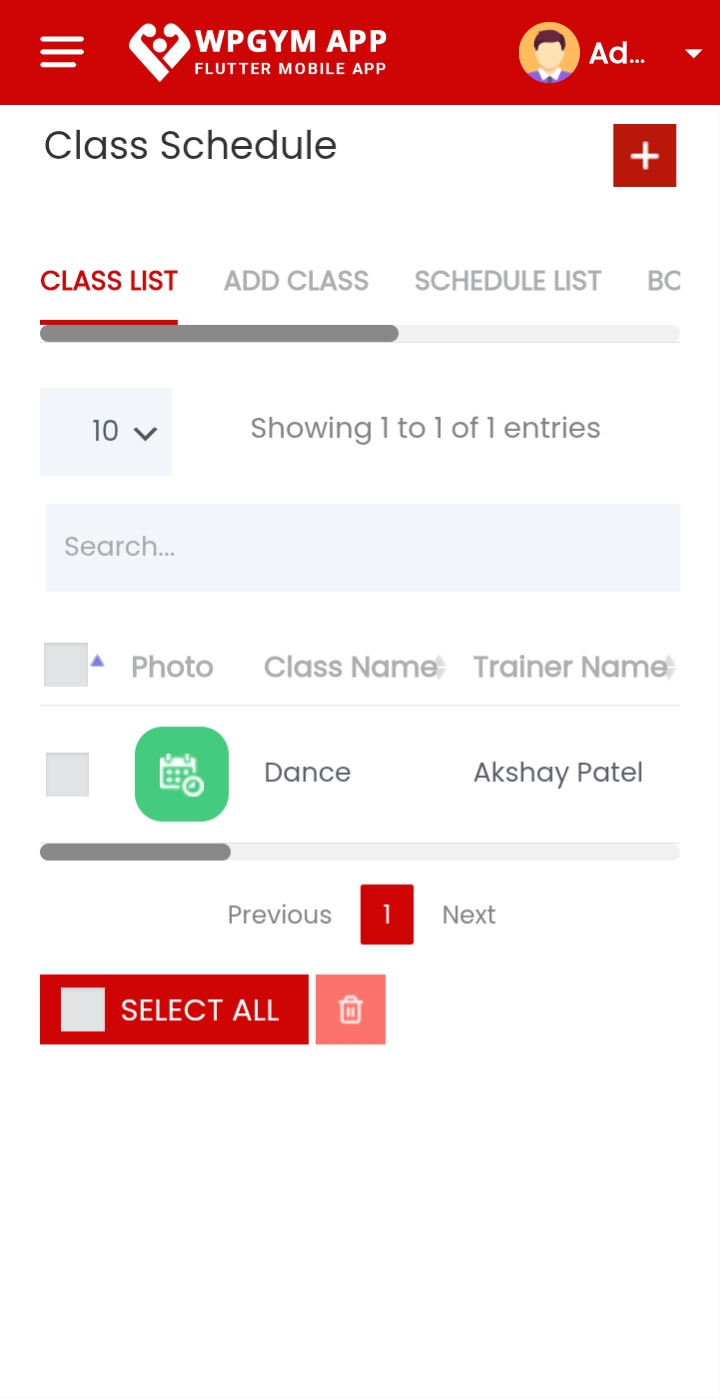 WPGYM APP
FLUTTER MOBILE APP
Ad...
Class Schedule
CLASS LIST ADD CLASS SCHEDULE LIST BC
10 Showing 1 to 1 of 1 entries
Search...
Photo Class Name Trainer Name
Dance Akshay Patel
Previous 1 Next
SELECT ALL